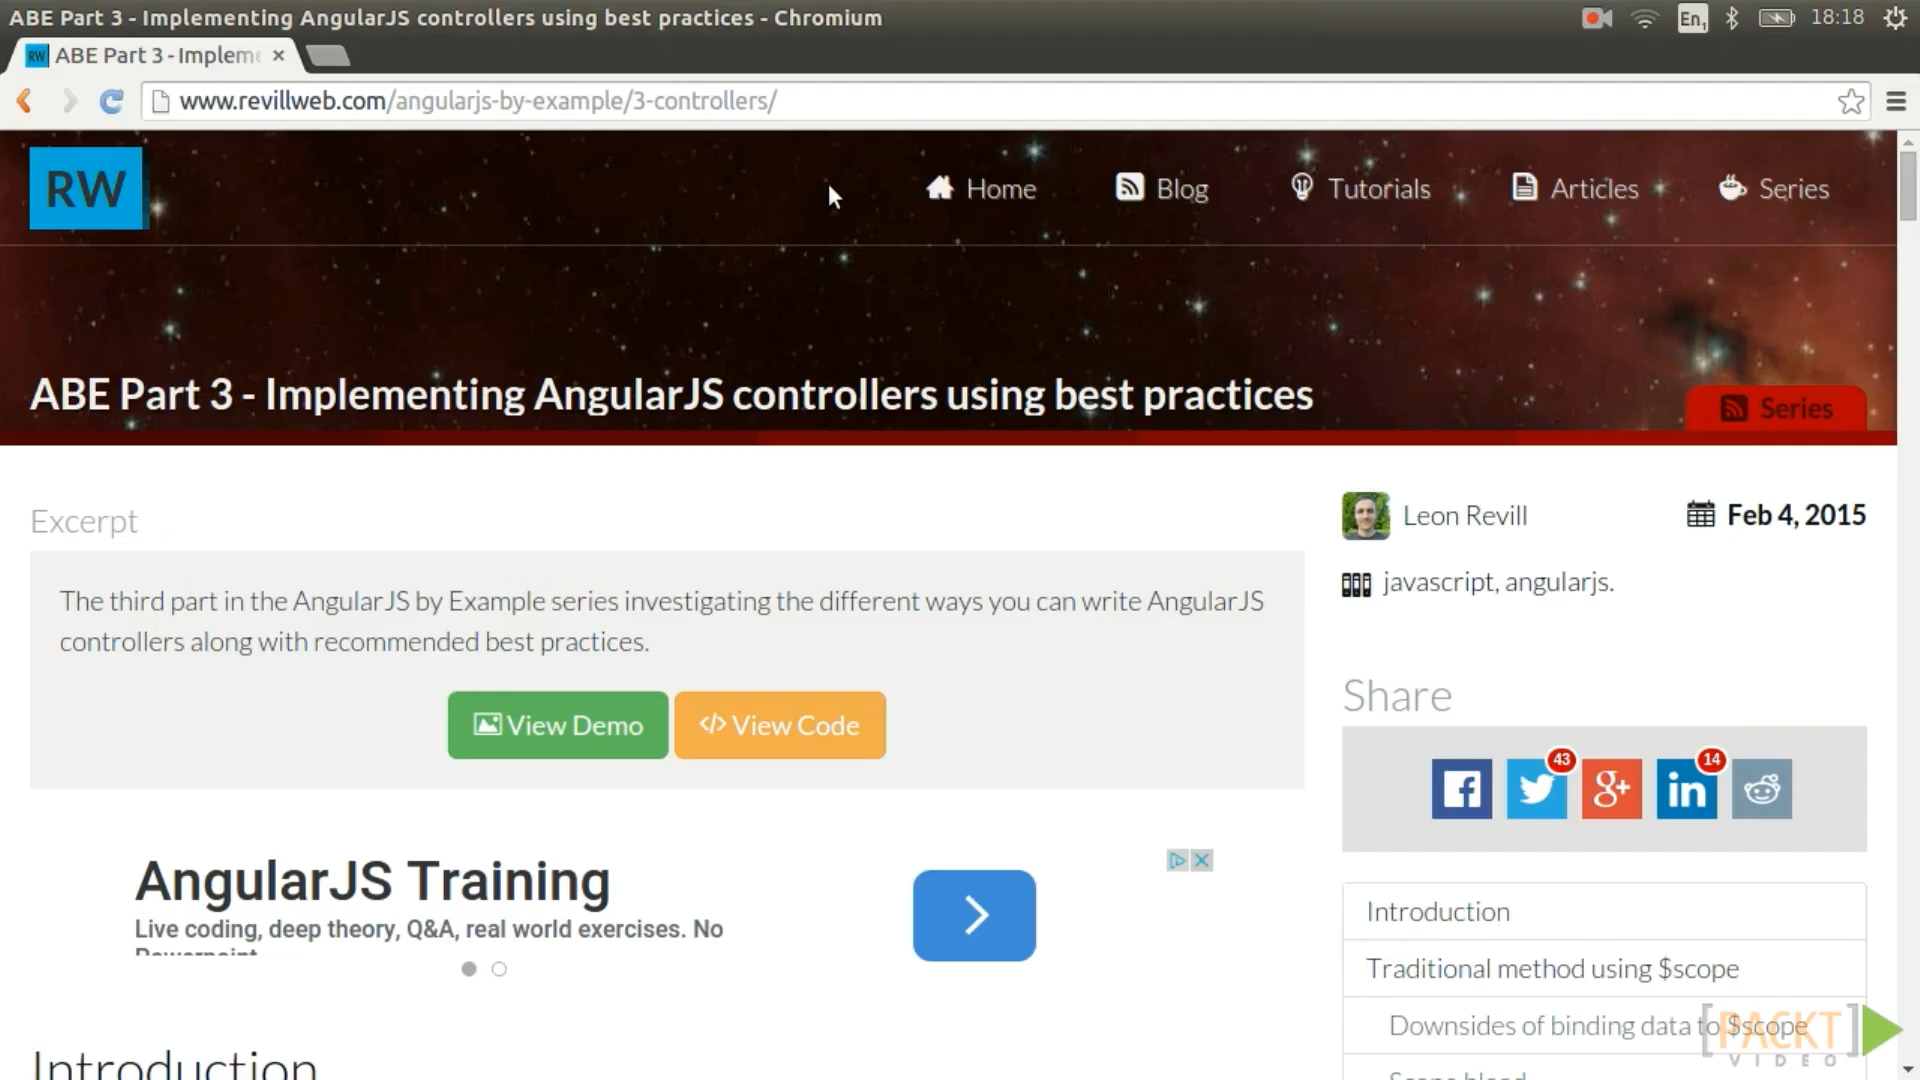 ABE Part 3 - Implementing AngularJS controllers using best practices - Chromium
En1
18:18
RW ABE Part 3 - Implem
www.revillweb.com/angularjs-by-example/3-controllers/
RW
Home
Blog
Tutorials
Articles
Series
ABE Part 3 - Implementing AngularJS controllers using best practices
Series
Excerpt
The third part in the AngularJS by Example series investigating the different ways you can write AngularJS
controllers along with recommended best practices.
View Demo
</> View Code
Leon Revill
Feb 4, 2015
javascript, angularjs.
Share
43
14
g+
in
AngularJS Training
Live coding, deep theory, Q&A, real world exercises. No
Powerpoint
Introduction
Traditional method using $scope
Downsides of binding data to $scope
[PACKT]
VIDEO
Introduction